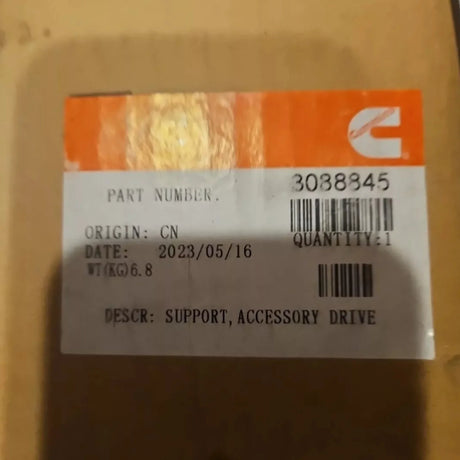 PART NUMBER.
3088845
ORIGIN: CN
QUANTITY:1
DATE: 2023/05/16
WT(KG)6.8
DESCR: SUPPORT, ACCESSORY DRIVE